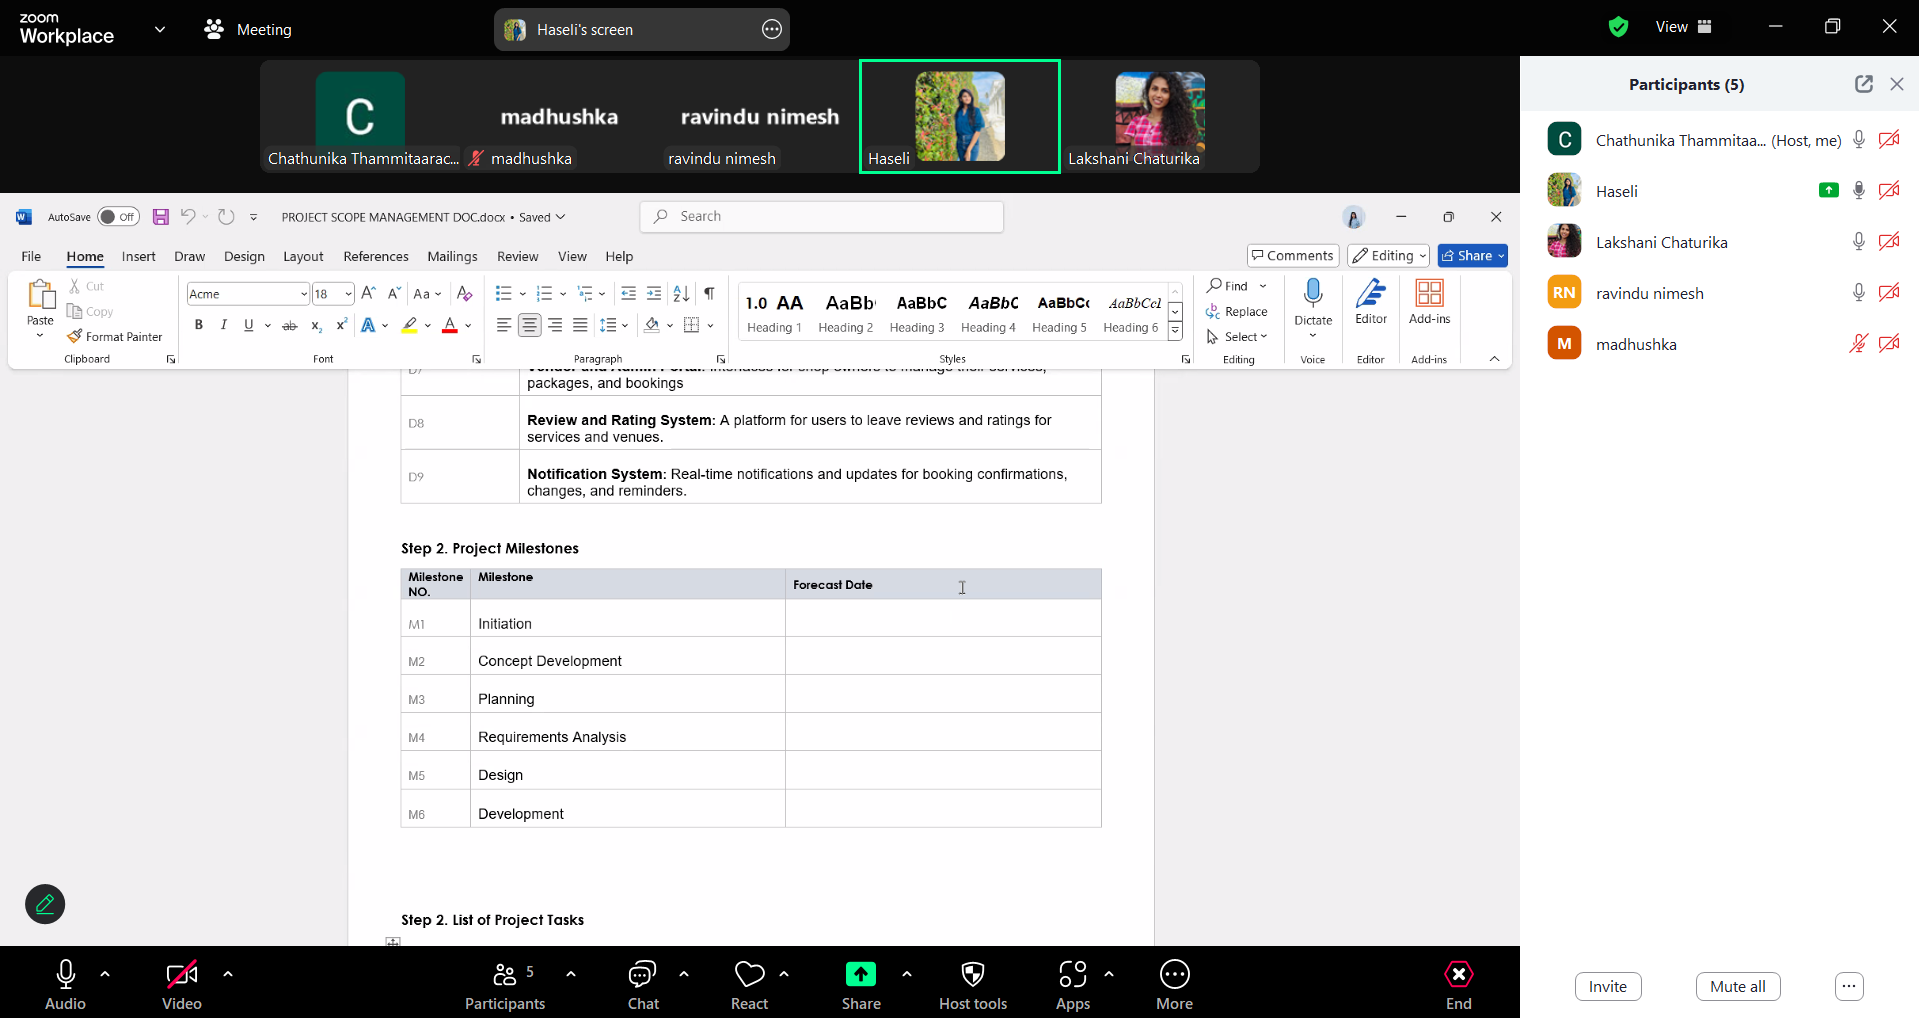 zoom
Workplace
Meeting
Haseli's screen
View
C
madhushka
ravindu nimesh
Chathunika Thammitaarac...
madhushka
ravindu nimesh
Haseli
Lakshani Chaturika
Participants (5)
C
Chathunika Thammitaa... (Host, me)
Haseli
Lakshani Chaturika
RN
ravindu nimesh
M
madhushka
AutoSave
Off
PROJECT SCOPE MANAGEMENT DOC.docx • Saved
Search
File
Home
Insert
Draw
Design
Layout
References
Mailings
Review
View
Help
Comments
Editing
Share
Paste
Cut
Copy
Format Painter
Clipboard
Acme
18
Font
Paragraph
1.0 AA
AaBb
AaBbC
AaBbC
AaBbCc
AaBbCcI
Heading 1
Heading 2
Heading 3
Heading 4
Heading 5
Heading 6
Styles
Find
Replace
Select
Editing
Dictate
Voice
Editor
Editor
Add-ins
Add-ins
packages, and bookings
D8
Review and Rating System: A platform for users to leave reviews and ratings for
services and venues.
D9
Notification System: Real-time notifications and updates for booking confirmations,
changes, and reminders.
Step 2. Project Milestones
Milestone
NO.
Milestone
Forecast Date
M1
Initiation
M2
Concept Development
M3
Planning
M4
Requirements Analysis
M5
Design
M6
Development
Step 2. List of Project Tasks
Audio
Video
5
Participants
Chat
React
Share
Host tools
Apps
More
End
Invite
Mute all